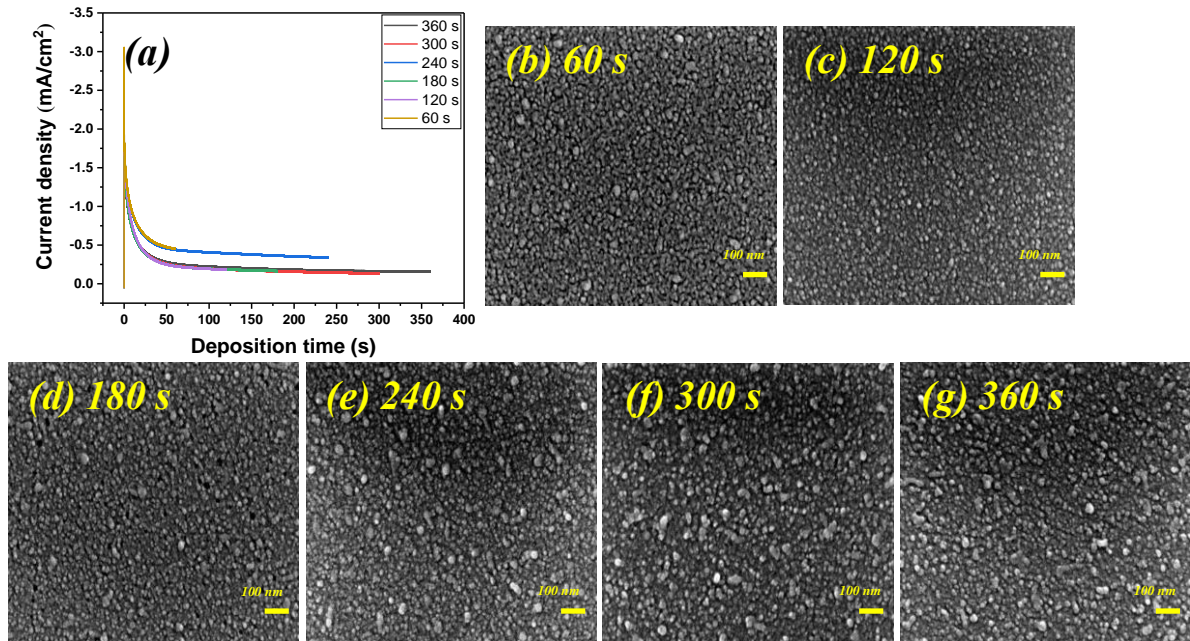 (a)
360 s
300 s
240 s
180 s
120 s
60 s
Current density (mA/cm2)
-3.5
-3.0
-2.5
-2.0
-1.5
-1.0
-0.5
0.0
0 50 100 150 200 250 300 350 400
Deposition time (s)
(b) 60 s
100 nm
(c) 120 s
100 nm
(d) 180 s
100 nm
(e) 240 s
100 nm
(f) 300 s
100 nm
(g) 360 s
100 nm